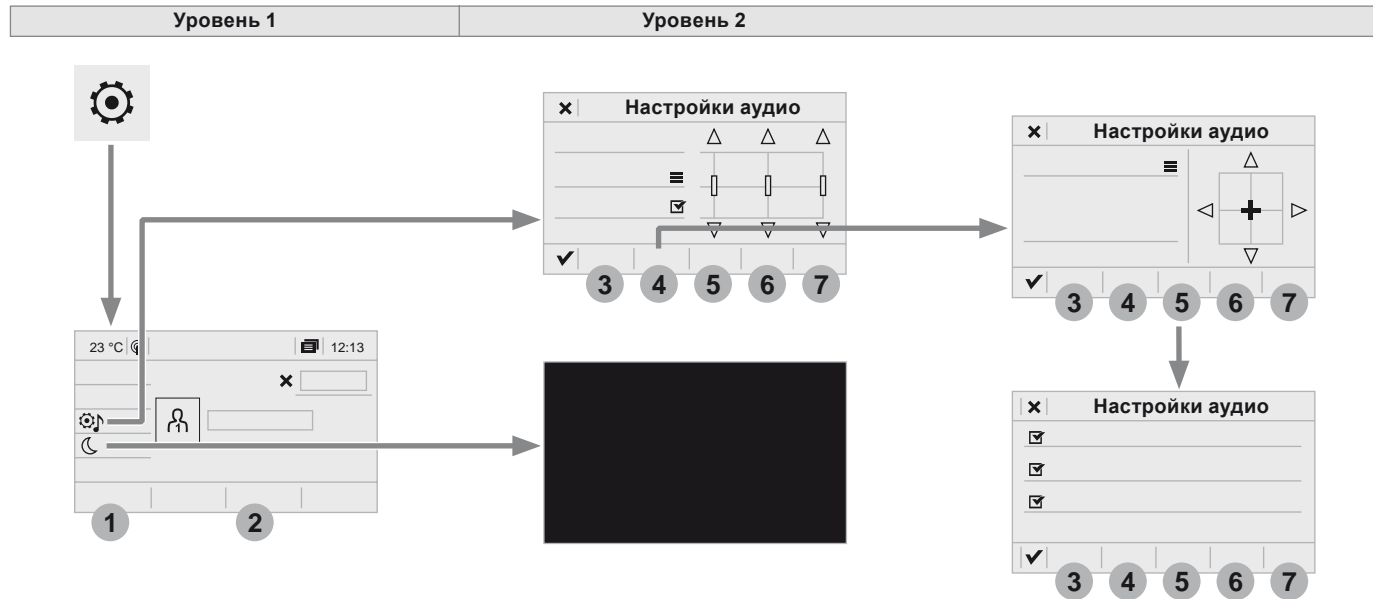 Уровень 1 Уровень 2
Настройки аудио
Настройки аудио
3 4 5 6 7
3 4 5 6 7
23 °C 12:13
1
1 2
Настройки аудио
3 4 5 6 7